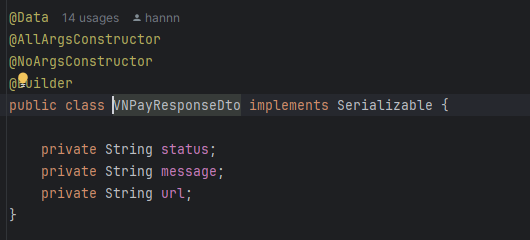 @Data 14 usages hannn
@AllArgsConstructor
@NoArgsConstructor
@Builder
public class VNPayResponseDto implements Serializable {
private String status;
private String message;
private String url;
}